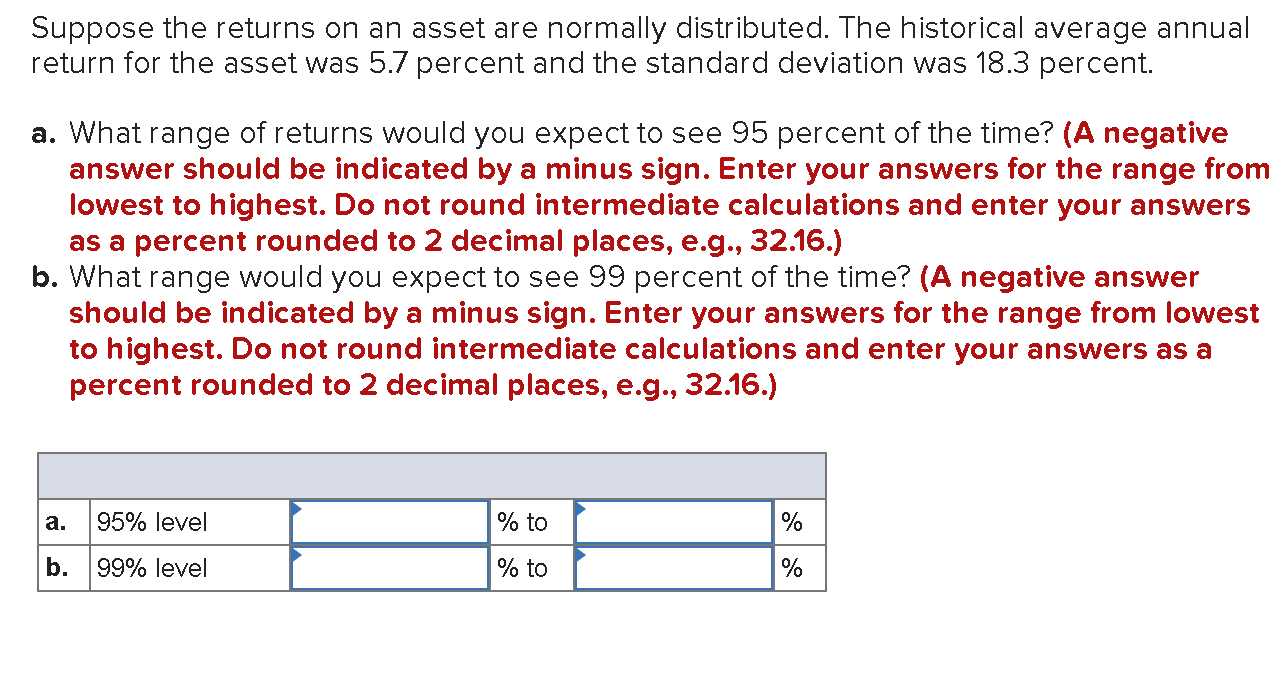 Suppose the returns on an asset are normally distributed. The historical average annual
return for the asset was 5.7 percent and the standard deviation was 18.3 percent.
a. What range of returns would you expect to see 95 percent of the time? (A negative
answer should be indicated by a minus sign. Enter your answers for the range from
lowest to highest. Do not round intermediate calculations and enter your answers
as a percent rounded to 2 decimal places, e.g., 32.16.)
b. What range would you expect to see 99 percent of the time? (A negative answer
should be indicated by a minus sign. Enter your answers for the range from lowest
to highest. Do not round intermediate calculations and enter your answers as a
percent rounded to 2 decimal places, e.g., 32.16.)
a. 95% level % to %
b. 99% level % to %